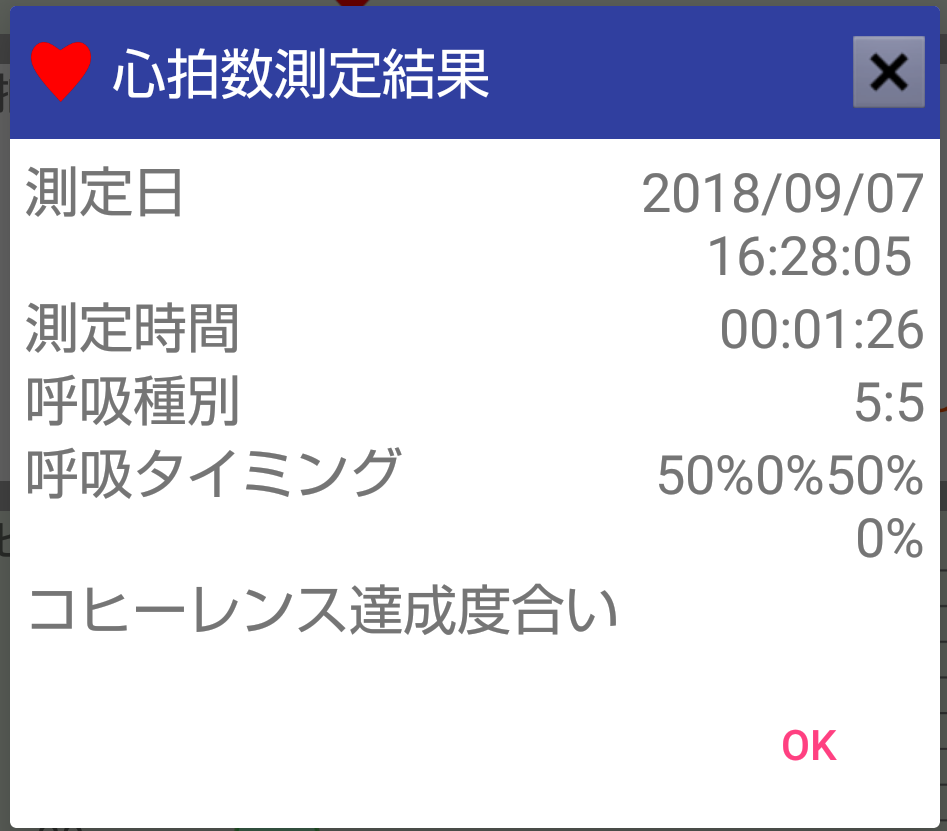 心拍数測定結果
測定日 2018/09/07
16:28:05
測定時間 00:01:26
呼吸種別 5:5
呼吸タイミング 50%0%50%
0%
コヒーレンス達成度合い
OK